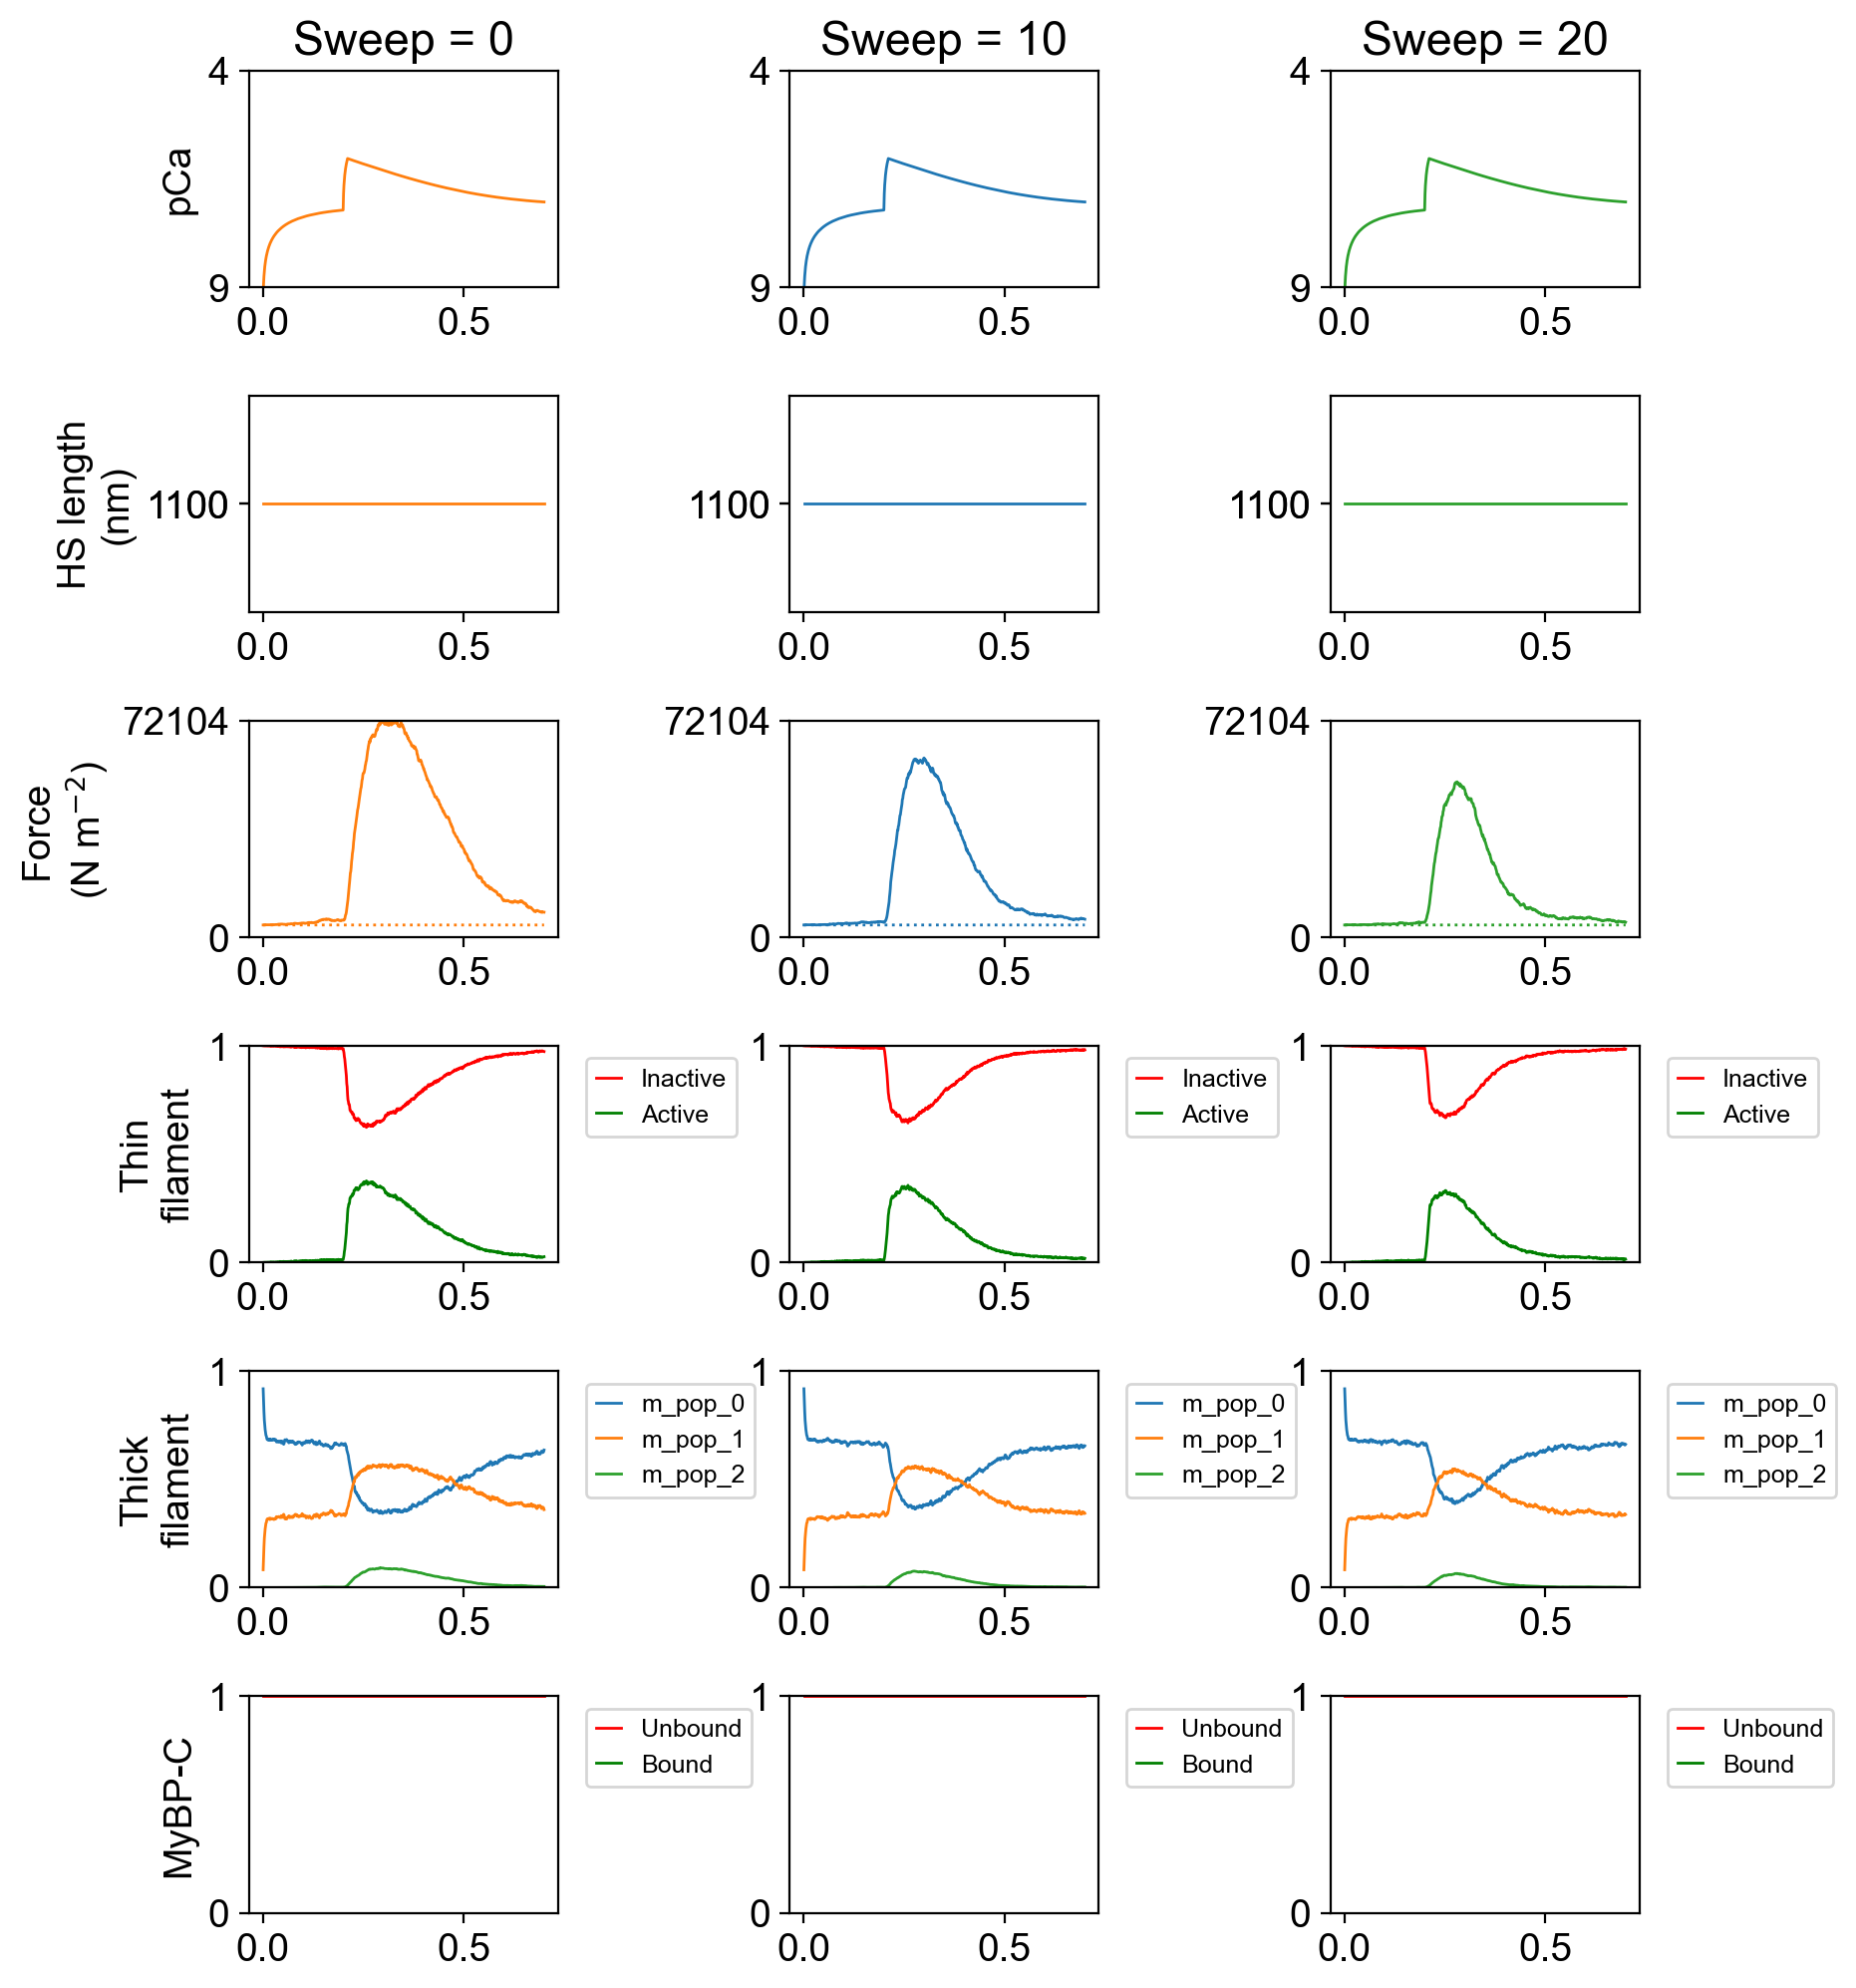 Sweep = 0
Sweep = 10
Sweep = 20
pCa
4
9
0.0
0.5
4
9
0.0
0.5
4
9
0.0
0.5
HS length
(nm)
1100
0.0
0.5
1100
0.0
0.5
1100
0.0
0.5
Force
(N m⁻²)
72104
0
0.0
0.5
72104
0
0.0
0.5
72104
0
0.0
0.5
Thin
filament
1
0
0.0
0.5
Inactive
Active
1
0
0.0
0.5
Inactive
Active
1
0
0.0
0.5
Inactive
Active
Thick
filament
1
0
0.0
0.5
m_pop_0
m_pop_1
m_pop_2
1
0
0.0
0.5
m_pop_0
m_pop_1
m_pop_2
1
0
0.0
0.5
m_pop_0
m_pop_1
m_pop_2
MyBP-C
1
0
0.0
0.5
Unbound
Bound
1
0
0.0
0.5
Unbound
Bound
1
0
0.0
0.5
Unbound
Bound